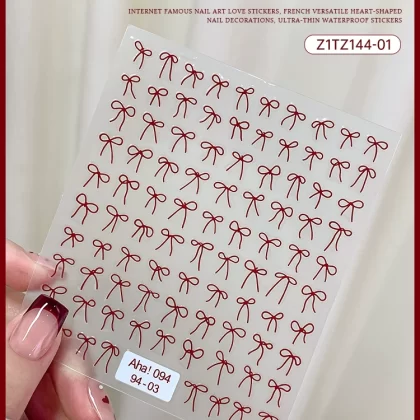 INTERNET FAMOUS NAIL ART LOVE STICKERS, FRENCH VERSATILE HEART-SHAPED
NAIL DECORATIONS, ULTRA-THIN WATERPROOF STICKERS
Z1TZ144-01
Aha! 094
94-03